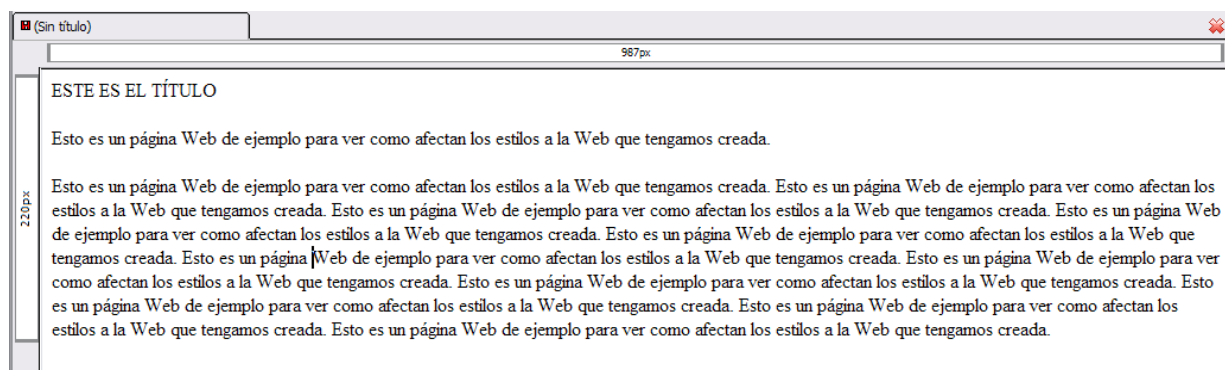 (Sin título)
987px
220px
ESTE ES EL TÍTULO
Esto es un página Web de ejemplo para ver como afectan los estilos a la Web que tengamos creada.
Esto es un página Web de ejemplo para ver como afectan los estilos a la Web que tengamos creada. Esto es un página Web de ejemplo para ver como afectan los
estilos a la Web que tengamos creada. Esto es un página Web de ejemplo para ver como afectan los estilos a la Web que tengamos creada. Esto es un página Web
de ejemplo para ver como afectan los estilos a la Web que tengamos creada. Esto es un página Web de ejemplo para ver como afectan los estilos a la Web que
tengamos creada. Esto es un página Web de ejemplo para ver como afectan los estilos a la Web que tengamos creada. Esto es un página Web de ejemplo para ver
como afectan los estilos a la Web que tengamos creada. Esto es un página Web de ejemplo para ver como afectan los estilos a la Web que tengamos creada. Esto
es un página Web de ejemplo para ver como afectan los estilos a la Web que tengamos creada. Esto es un página Web de ejemplo para ver como afectan los
estilos a la Web que tengamos creada. Esto es un página Web de ejemplo para ver como afectan los estilos a la Web que tengamos creada.